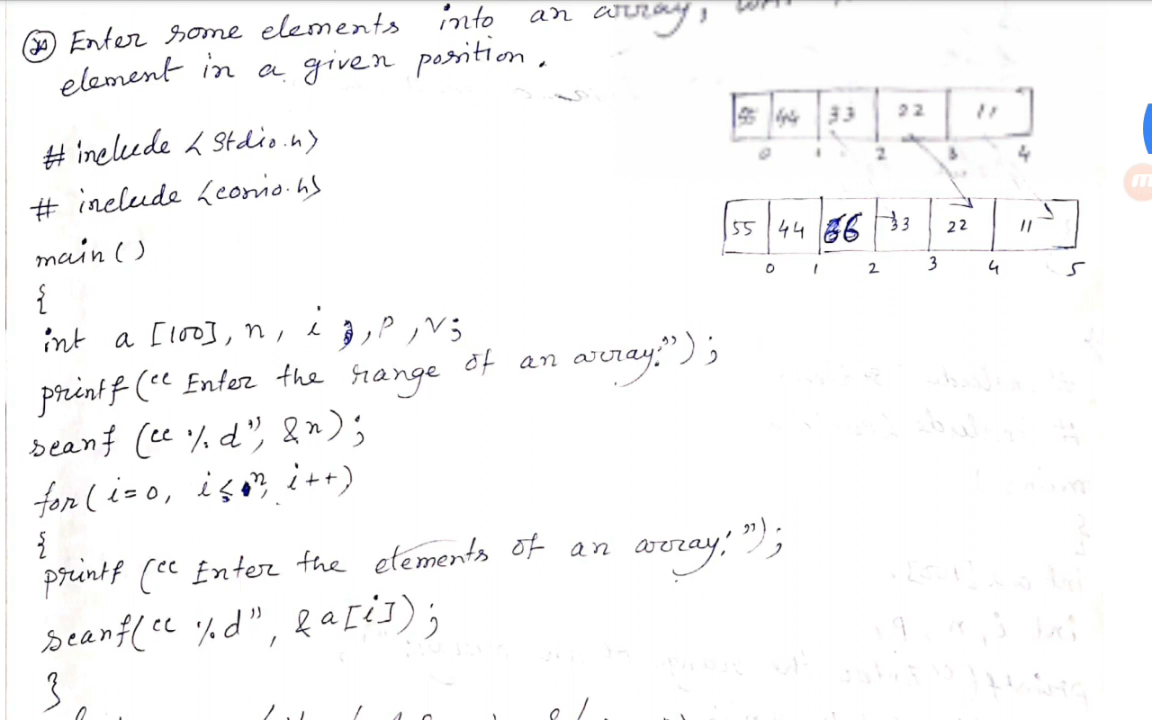 Enter some elements into an array,
element in a given position.
55 44 33 22 11
0 1 2 3 4
# include < Stdio.h>
# include <conio.h>
55 44 66 33 22 11
0 1 2 3 4 5
main ()
{
int a [100], n, i, p, v;
printf (" Enter the range of an array:");
scanf (" %d", &n);
for( i=0, i≤n, i++)
{
printf (" Enter the elements of an array:");
scanf(" %d", &a[i]);
}